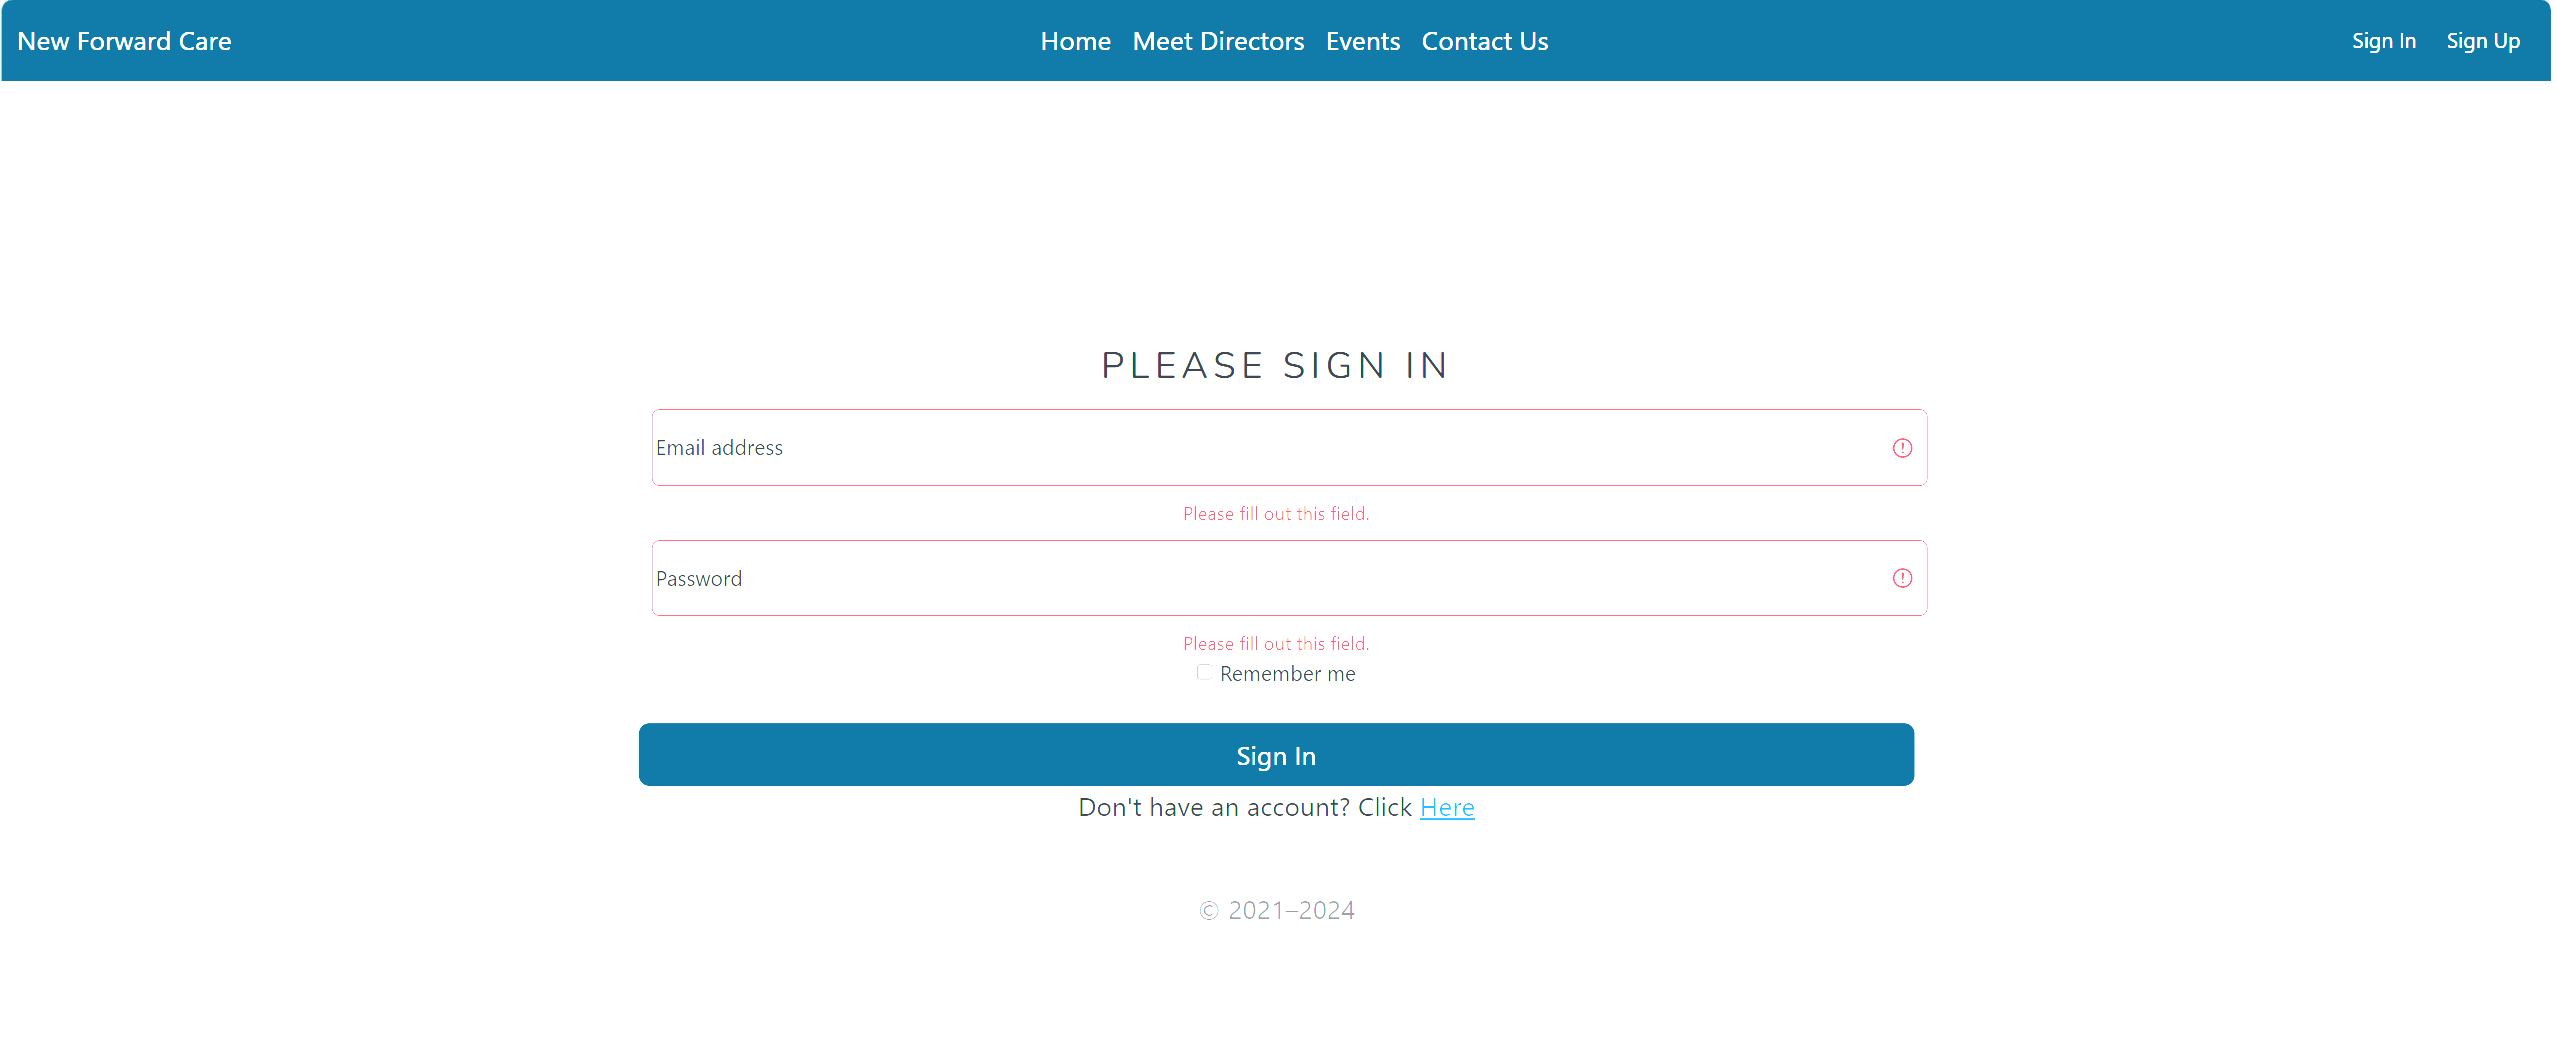 New Forward Care
Home Meet Directors Events Contact Us
Sign In Sign Up
PLEASE SIGN IN
Email address
Please fill out this field.
Password
Please fill out this field.
Remember me
Sign In
Don't have an account? Click Here
© 2021–2024